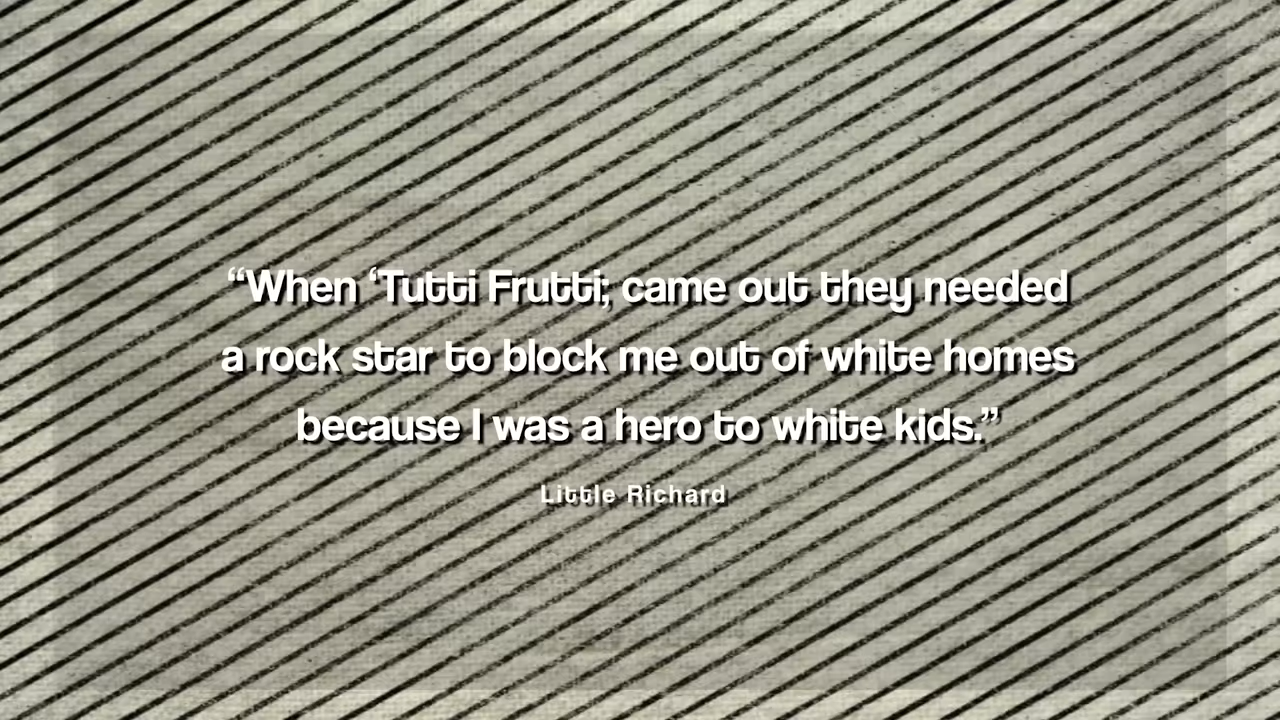 “When ‘Tutti Frutti; came out they needed
a rock star to block me out of white homes
because I was a hero to white kids.”
Little Richard